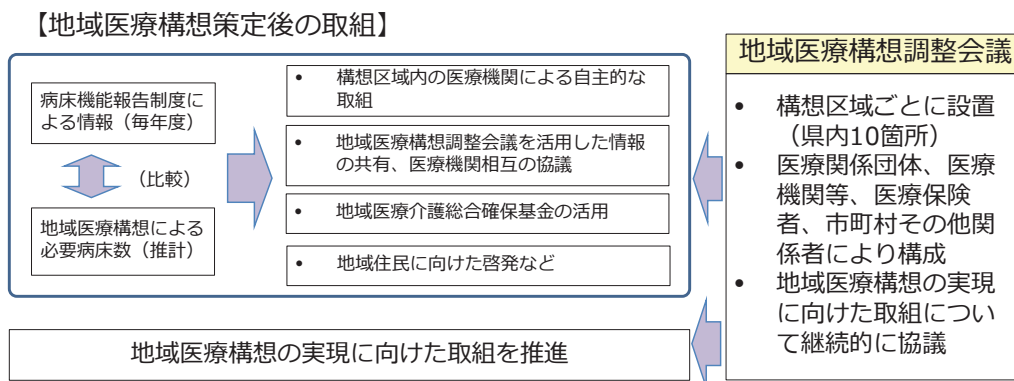 【地域医療構想策定後の取組】
病床機能報告制度に
よる情報（毎年度）
（比較）
地域医療構想による
必要病床数（推計）
• 構想区域内の医療機関による自主的な
取組
• 地域医療構想調整会議を活用した情報
の共有、医療機関相互の協議
• 地域医療介護総合確保基金の活用
• 地域住民に向けた啓発など
地域医療構想の実現に向けた取組を推進
地域医療構想調整会議
• 構想区域ごとに設置
（県内10箇所）
• 医療関係団体、医療
機関等、医療保険
者、市町村その他関
係者により構成
• 地域医療構想の実現
に向けた取組につい
て継続的に協議